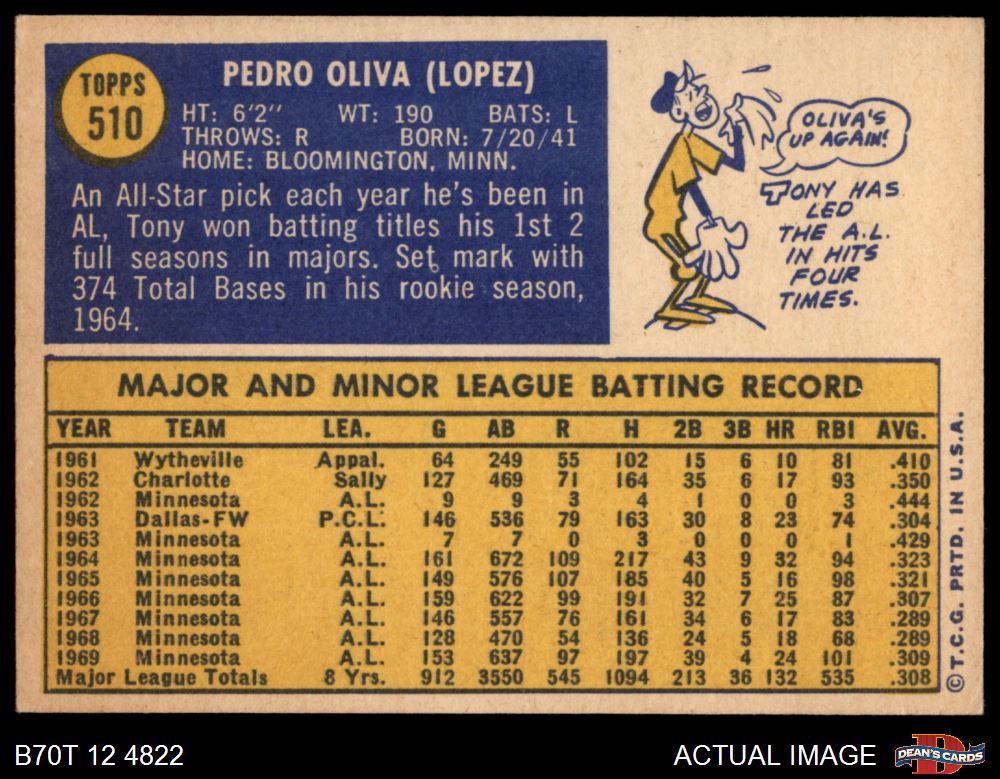 TOPPS
510
PEDRO OLIVA (LOPEZ)
HT: 6'2" WT: 190 BATS: L
THROWS: R BORN: 7/20/41
HOME: BLOOMINGTON, MINN.
An All-Star pick each year he's been in
AL, Tony won batting titles his 1st 2
full seasons in majors. Set mark with
374 Total Bases in his rookie season,
1964.
OLIVA'S
UP AGAIN!
TONY HAS
LED
THE A.L.
IN HITS
FOUR
TIMES.
MAJOR AND MINOR LEAGUE BATTING RECORD
YEAR TEAM LEA. G AB R H 2B 3B HR RBI AVG.
1961 Wytheville Appal. 64 249 55 102 15 6 10 81 .410
1962 Charlotte Sally 127 469 71 164 35 6 17 93 .350
1962 Minnesota A.L. 9 9 3 4 1 0 0 3 .444
1963 Dallas-FW P.C.L. 146 536 79 163 30 8 23 74 .304
1963 Minnesota A.L. 7 7 0 3 0 0 0 1 .429
1964 Minnesota A.L. 161 672 109 217 43 9 32 94 .323
1965 Minnesota A.L. 149 576 107 185 40 5 16 98 .321
1966 Minnesota A.L. 159 622 99 191 32 7 25 87 .307
1967 Minnesota A.L. 146 557 76 161 34 6 17 83 .289
1968 Minnesota A.L. 128 470 54 136 24 5 18 68 .289
1969 Minnesota A.L. 153 637 97 197 39 4 24 101 .309
Major League Totals 8 Yrs. 912 3550 545 1094 213 36 132 535 .308
©T.C.G. PRTD. IN U.S.A.
B70T 12 4822
ACTUAL IMAGE
D
DEAN'S CARDS